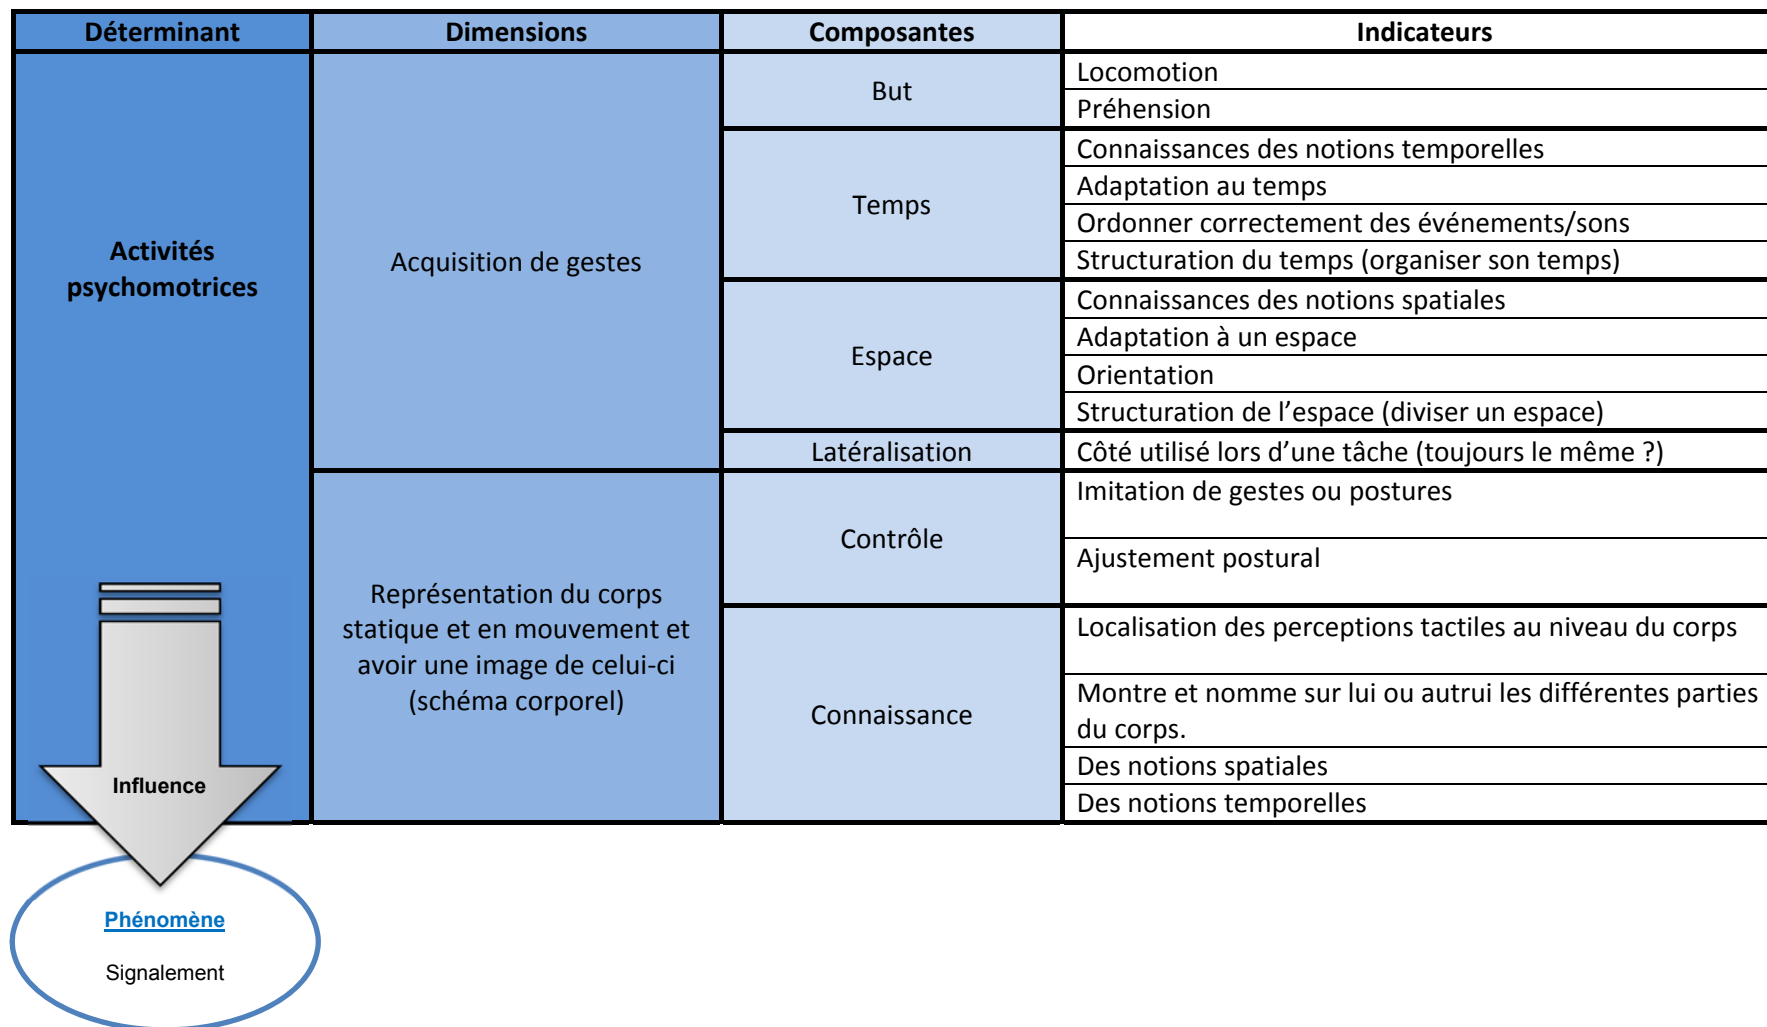 Déterminant
Dimensions
Composantes
Indicateurs
Activités
psychomotrices
Acquisition de gestes
But
Locomotion
Préhension
Temps
Connaissances des notions temporelles
Adaptation au temps
Ordonner correctement des événements/sons
Structuration du temps (organiser son temps)
Espace
Connaissances des notions spatiales
Adaptation à un espace
Orientation
Structuration de l’espace (diviser un espace)
Latéralisation
Côté utilisé lors d’une tâche (toujours le même ?)
Représentation du corps
statique et en mouvement et
avoir une image de celui-ci
(schéma corporel)
Contrôle
Imitation de gestes ou postures
Ajustement postural
Connaissance
Localisation des perceptions tactiles au niveau du corps
Montre et nomme sur lui ou autrui les différentes parties
du corps.
Des notions spatiales
Des notions temporelles
Influence
Phénomène
Signalement